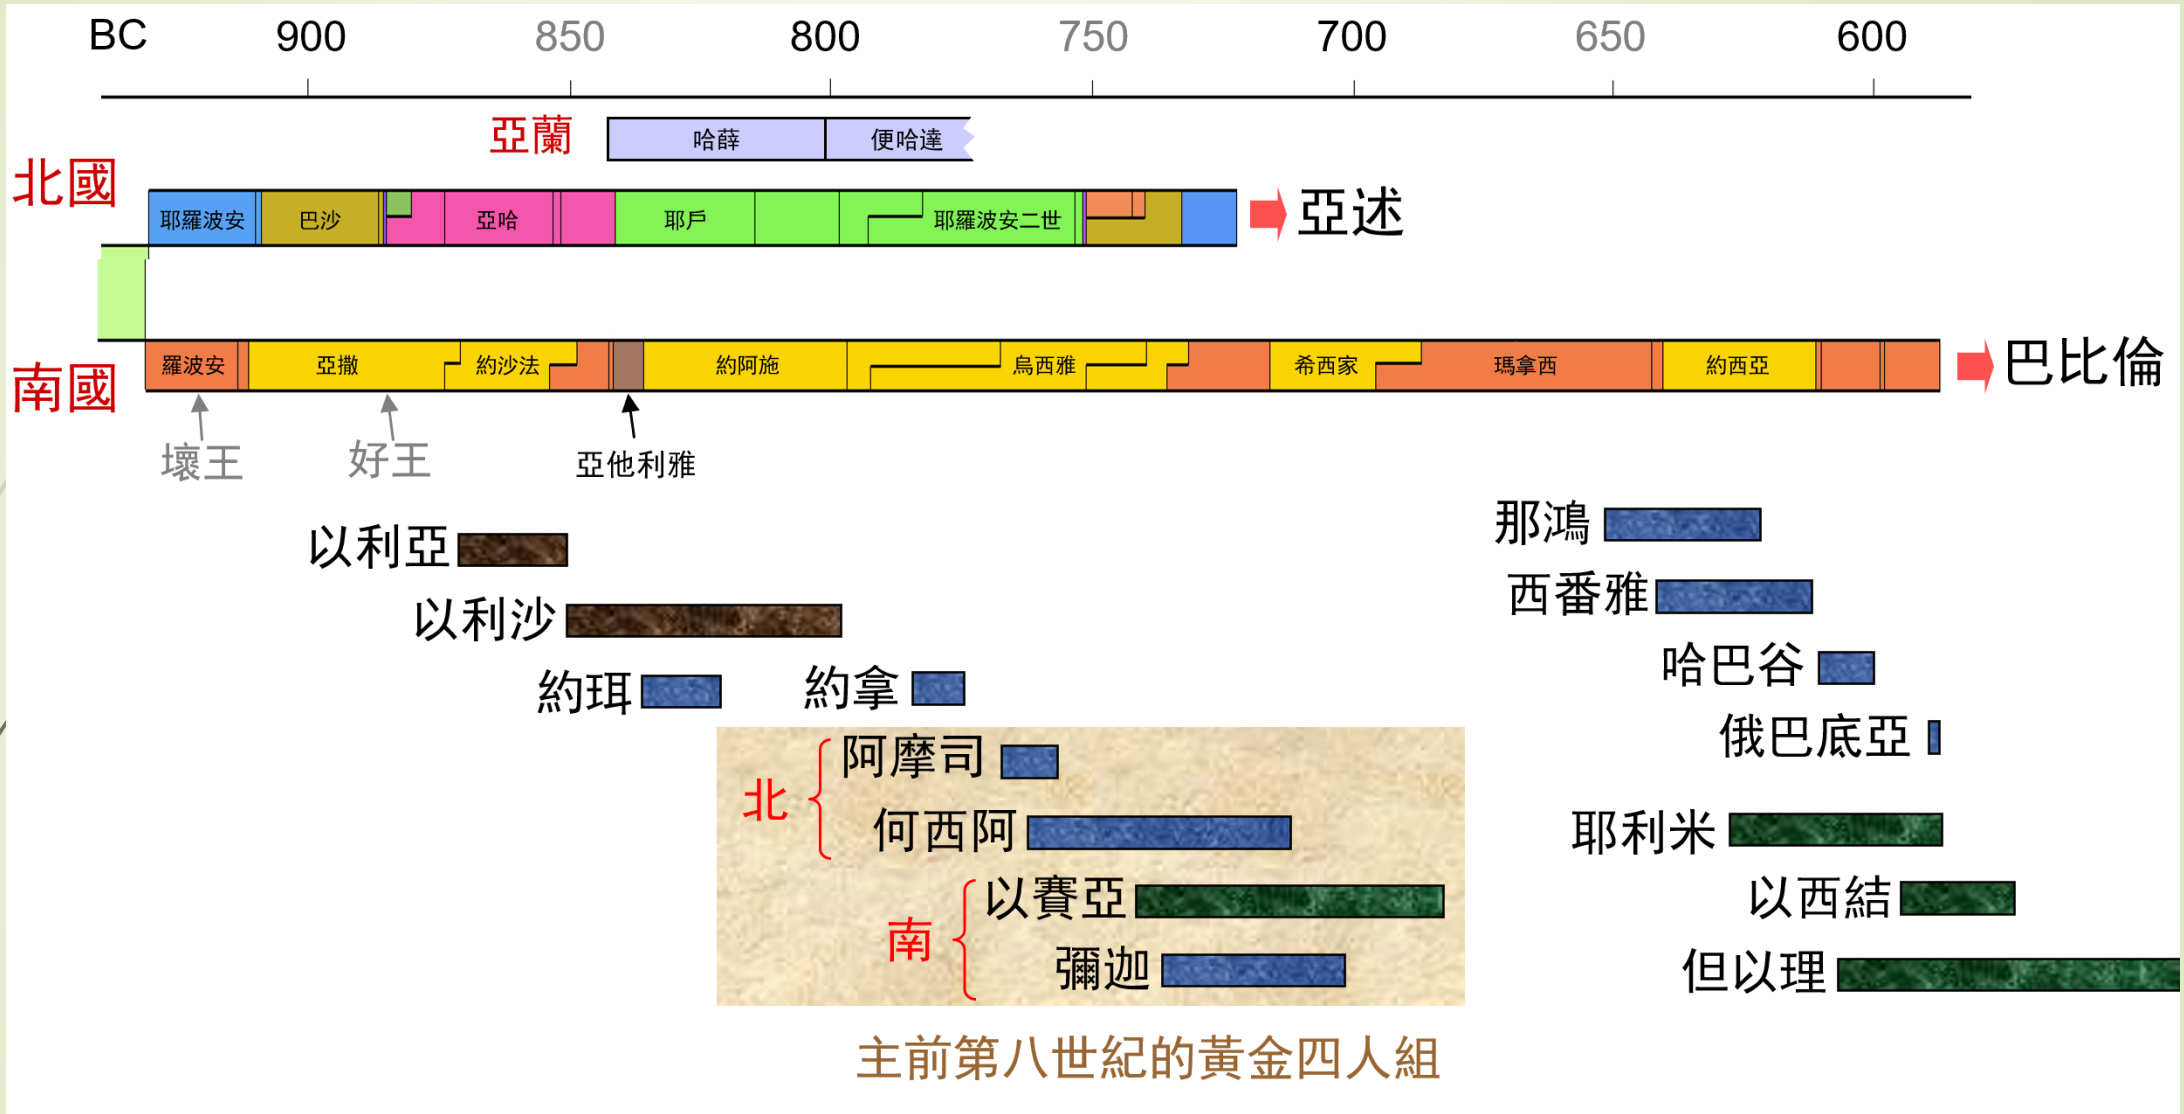 BC 900 850 800 750 700 650 600
亞蘭 哈薛 便哈達
北國 耶羅波安 巴沙 亞哈 耶戶 耶羅波安二世 亞述
南國 羅波安 亞撒 約沙法 約阿施 烏西雅 希西家 瑪拿西 約西亞 巴比倫
壞王 好王 亞他利雅
那鴻
以利亞
西番雅
以利沙
哈巴谷
約珥 約拿
俄巴底亞
阿摩司
北
何西阿
耶利米
以賽亞
以西結
南
彌迦
但以理
主前第八世紀的黃金四人組